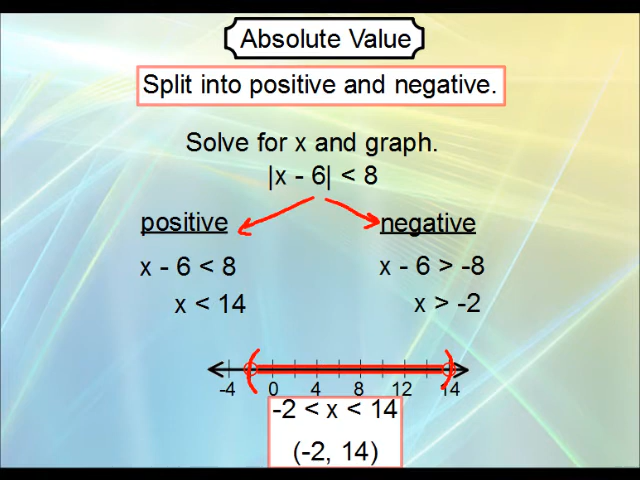 Absolute Value
Split into positive and negative.
Solve for x and graph.
|x - 6| < 8
positive negative
x - 6 < 8 x - 6 > -8
x < 14 x > -2
-4 0 4 8 12 14
-2 < x < 14
(-2, 14)